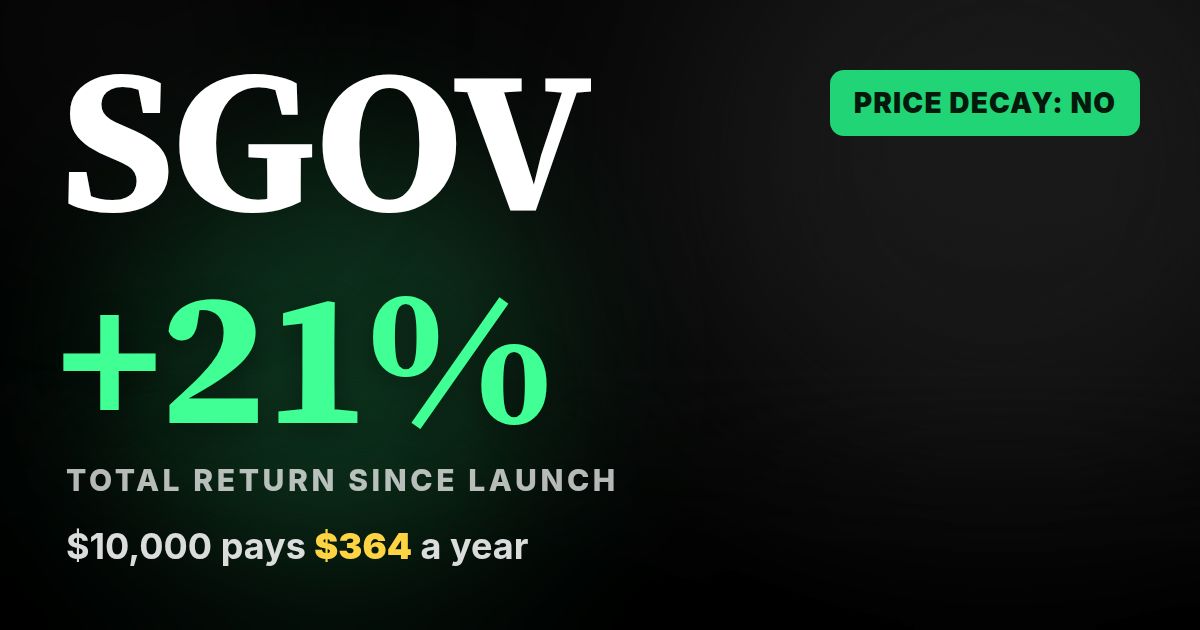 SGOV
PRICE DECAY: NO
+21%
TOTAL RETURN SINCE LAUNCH
$10,000 pays $364 a year